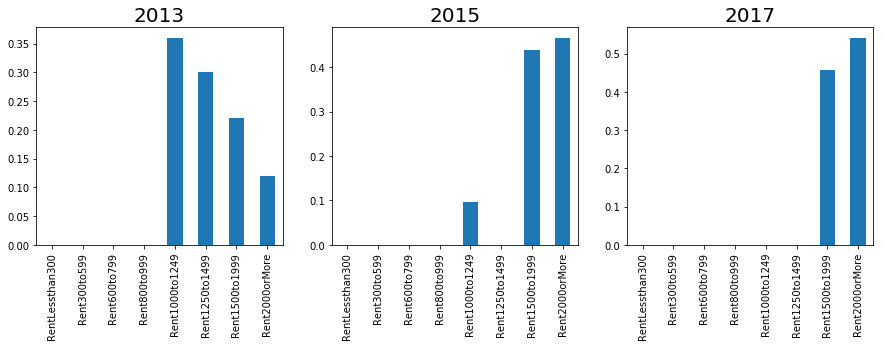 2013
0.35
0.30
0.25
0.20
0.15
0.10
0.05
0.00
RentLessthan300
Rent300to599
Rent600to799
Rent800to999
Rent1000to1249
Rent1250to1499
Rent1500to1999
Rent2000orMore
2015
0.4
0.3
0.2
0.1
0.0
RentLessthan300
Rent300to599
Rent600to799
Rent800to999
Rent1000to1249
Rent1250to1499
Rent1500to1999
Rent2000orMore
2017
0.5
0.4
0.3
0.2
0.1
0.0
RentLessthan300
Rent300to599
Rent600to799
Rent800to999
Rent1000to1249
Rent1250to1499
Rent1500to1999
Rent2000orMore